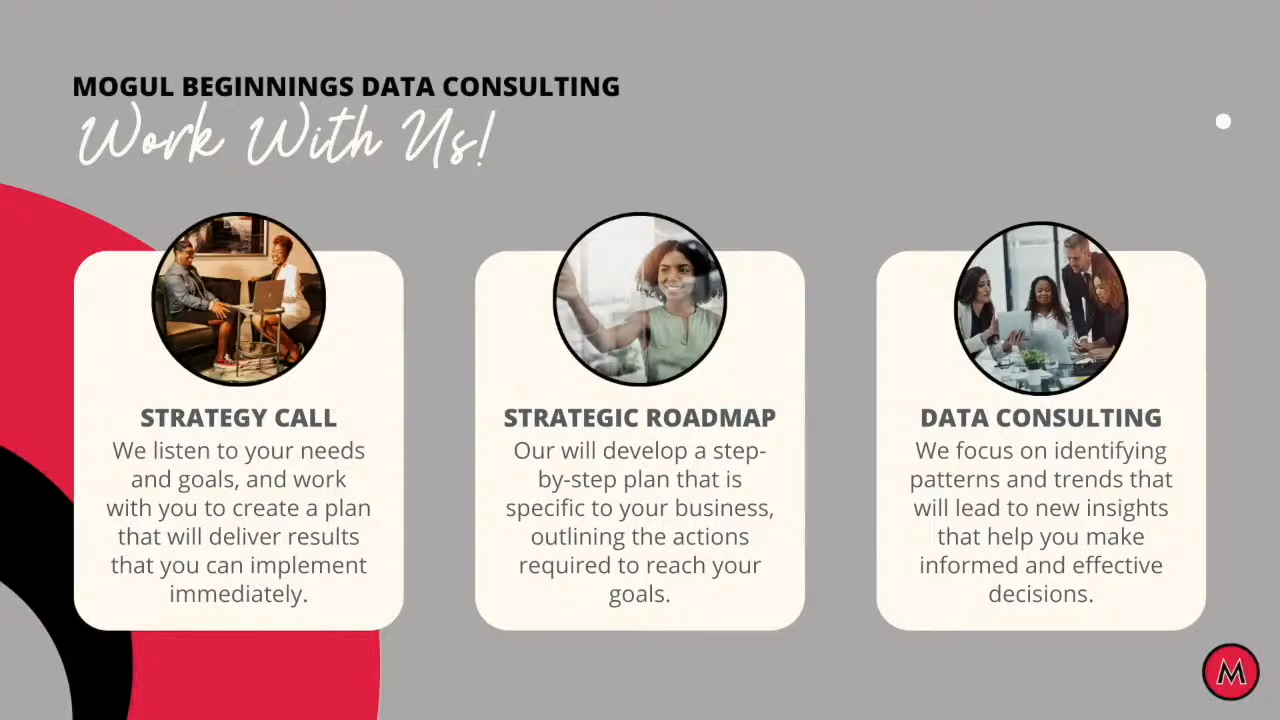 MOGUL BEGINNINGS DATA CONSULTING
Work With Us!
STRATEGY CALL
We listen to your needs
and goals, and work
with you to create a plan
that will deliver results
that you can implement
immediately.
STRATEGIC ROADMAP
Our will develop a step-
by-step plan that is
specific to your business,
outlining the actions
required to reach your
goals.
DATA CONSULTING
We focus on identifying
patterns and trends that
will lead to new insights
that help you make
informed and effective
decisions.
M